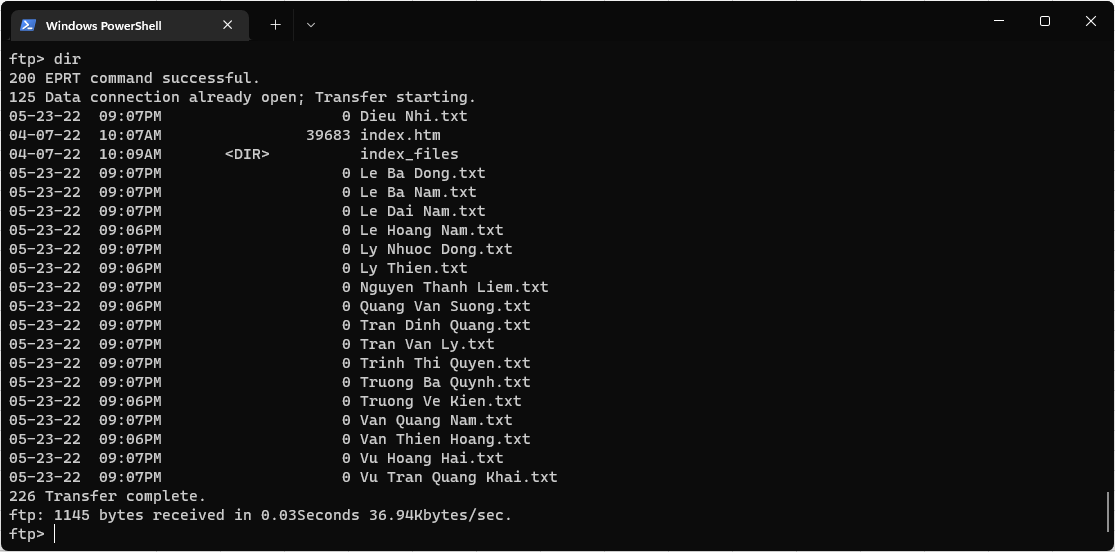 Windows PowerShell
ftp> dir
200 EPRT command successful.
125 Data connection already open; Transfer starting.
05-23-22  09:07PM                    0 Dieu Nhi.txt
04-07-22  10:07AM                39683 index.htm
04-07-22  10:09AM       <DIR>          index_files
05-23-22  09:07PM                    0 Le Ba Dong.txt
05-23-22  09:07PM                    0 Le Ba Nam.txt
05-23-22  09:07PM                    0 Le Dai Nam.txt
05-23-22  09:06PM                    0 Le Hoang Nam.txt
05-23-22  09:07PM                    0 Ly Nhuoc Dong.txt
05-23-22  09:06PM                    0 Ly Thien.txt
05-23-22  09:07PM                    0 Nguyen Thanh Liem.txt
05-23-22  09:06PM                    0 Quang Van Suong.txt
05-23-22  09:07PM                    0 Tran Dinh Quang.txt
05-23-22  09:07PM                    0 Tran Van Ly.txt
05-23-22  09:07PM                    0 Trinh Thi Quyen.txt
05-23-22  09:07PM                    0 Truong Ba Quynh.txt
05-23-22  09:06PM                    0 Truong Ve Kien.txt
05-23-22  09:07PM                    0 Van Quang Nam.txt
05-23-22  09:06PM                    0 Van Thien Hoang.txt
05-23-22  09:07PM                    0 Vu Hoang Hai.txt
05-23-22  09:07PM                    0 Vu Tran Quang Khai.txt
226 Transfer complete.
ftp: 1145 bytes received in 0.03Seconds 36.94Kbytes/sec.
ftp>